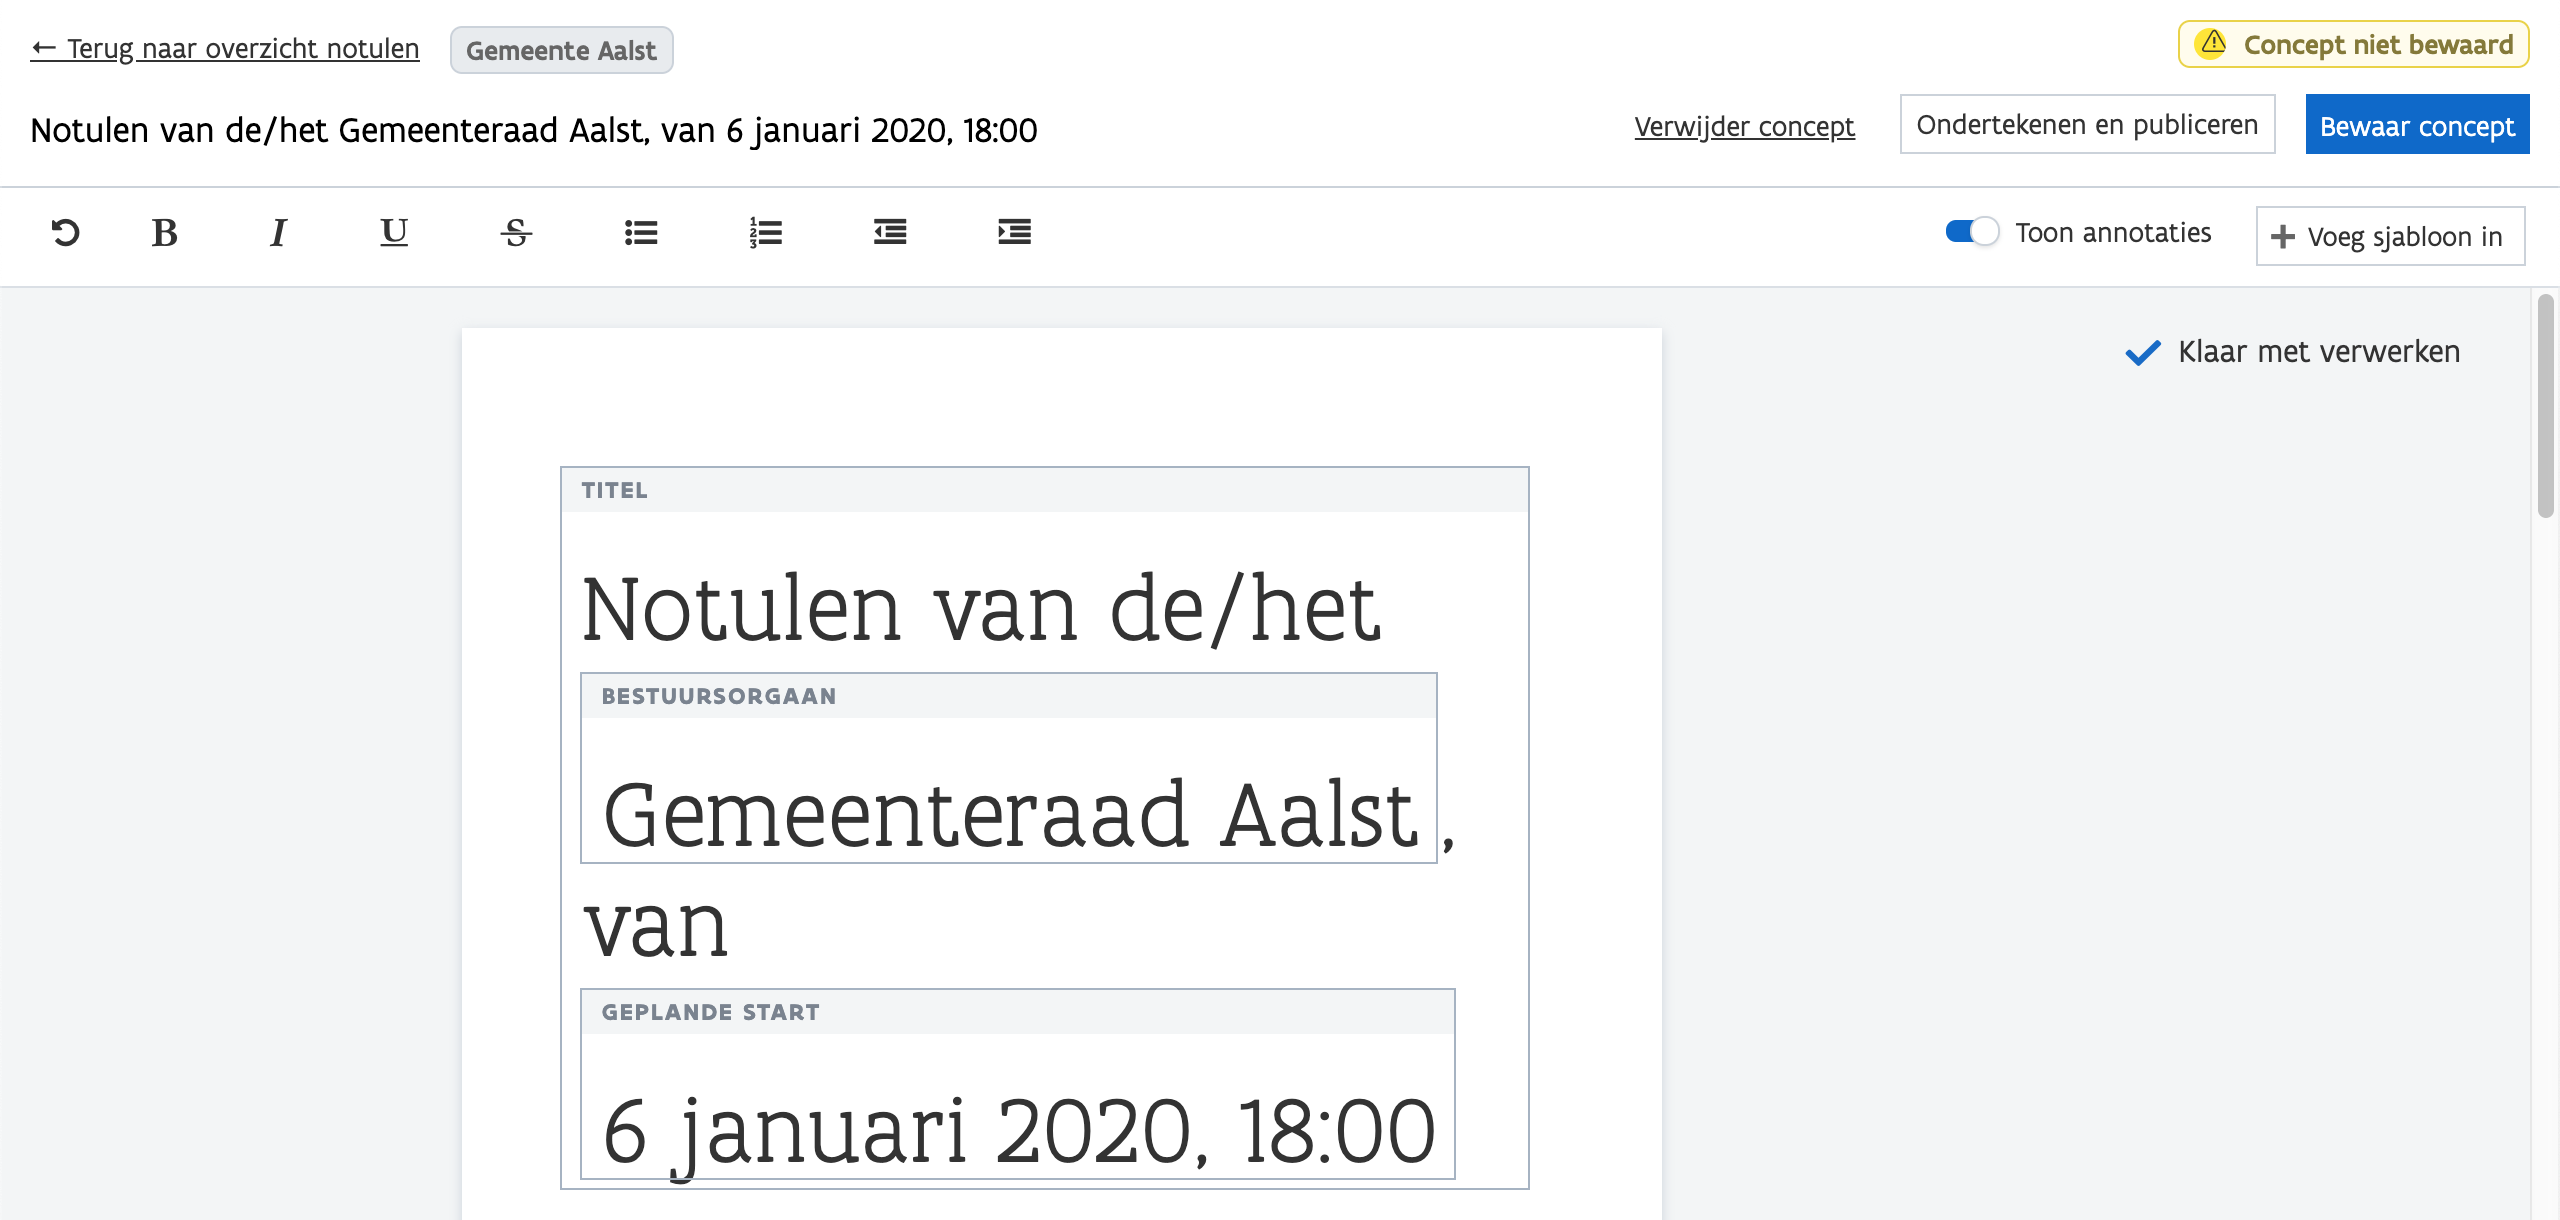 ← Terug naar overzicht notulen
Gemeente Aalst
Concept niet bewaard
Notulen van de/het Gemeenteraad Aalst, van 6 januari 2020, 18:00
Verwijder concept
Ondertekenen en publiceren
Bewaar concept
B I U S
Toon annotaties
Voeg sjabloon in
Klaar met verwerken
TITEL
Notulen van de/het
BESTUURSORGAAN
Gemeenteraad Aalst,
van
GEPLANDE START
6 januari 2020, 18:00